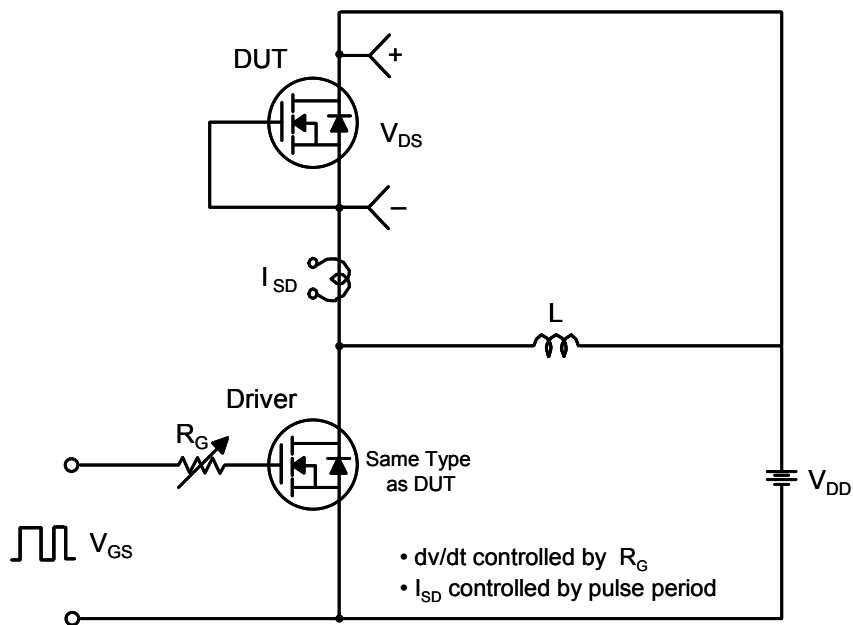 DUT
+
V_DS
−
I_SD
L
Driver
R_G
Same Type
as DUT
V_DD
V_GS
• dv/dt controlled by R_G
• I_SD controlled by pulse period